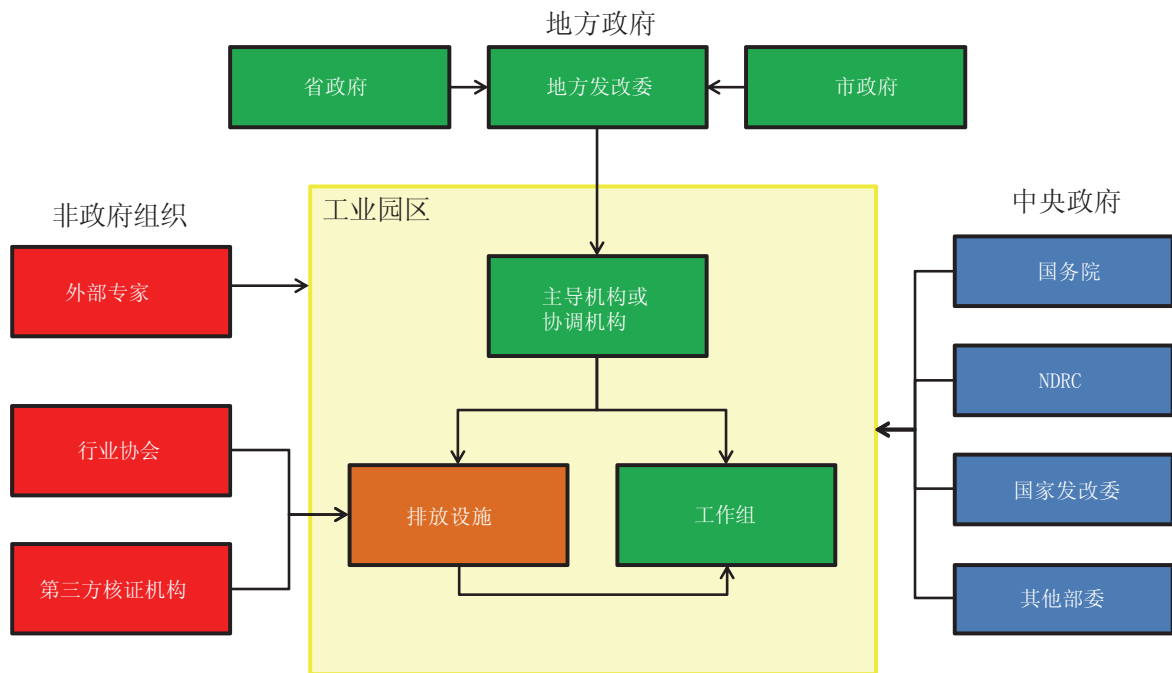 地方政府
省政府
地方发改委
市政府
非政府组织
工业园区
中央政府
外部专家
主导机构或
协调机构
国务院
NDRC
行业协会
排放设施
工作组
国家发改委
第三方核证机构
其他部委